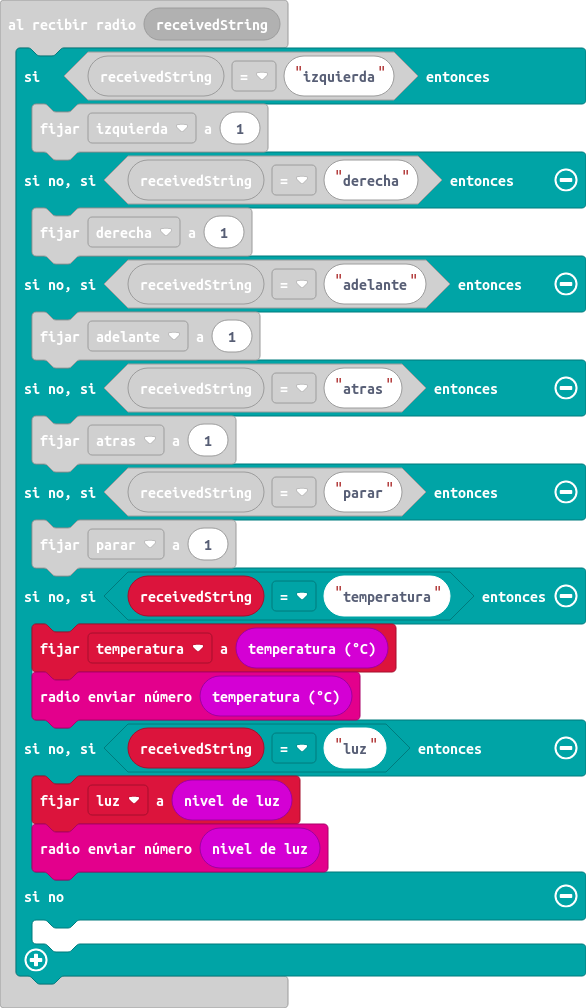 al recibir radio receivedString
si receivedString = "izquierda" entonces
fijar izquierda a 1
si no, si receivedString = "derecha" entonces
fijar derecha a 1
si no, si receivedString = "adelante" entonces
fijar adelante a 1
si no, si receivedString = "atras" entonces
fijar atras a 1
si no, si receivedString = "parar" entonces
fijar parar a 1
si no, si receivedString = "temperatura" entonces
fijar temperatura a temperatura (°C)
radio enviar número temperatura (°C)
si no, si receivedString = "luz" entonces
fijar luz a nivel de luz
radio enviar número nivel de luz
si no